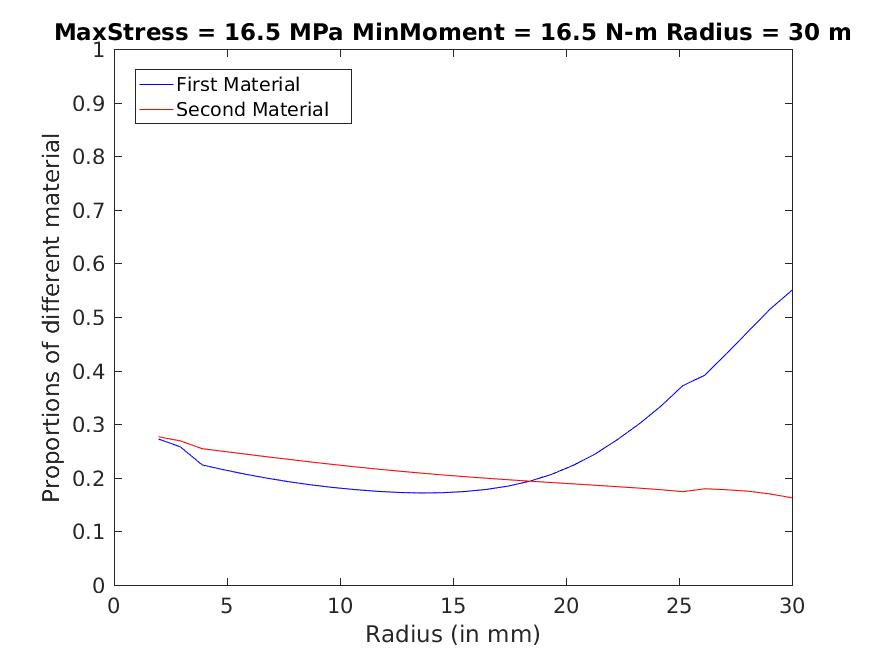 MaxStress = 16.5 MPa MinMoment = 16.5 N-m Radius = 30 m
1
First Material
Second Material
0.9
0.8
0.7
0.6
0.5
0.4
0.3
0.2
0.1
0
Proportions of different material
0 5 10 15 20 25 30
Radius (in mm)